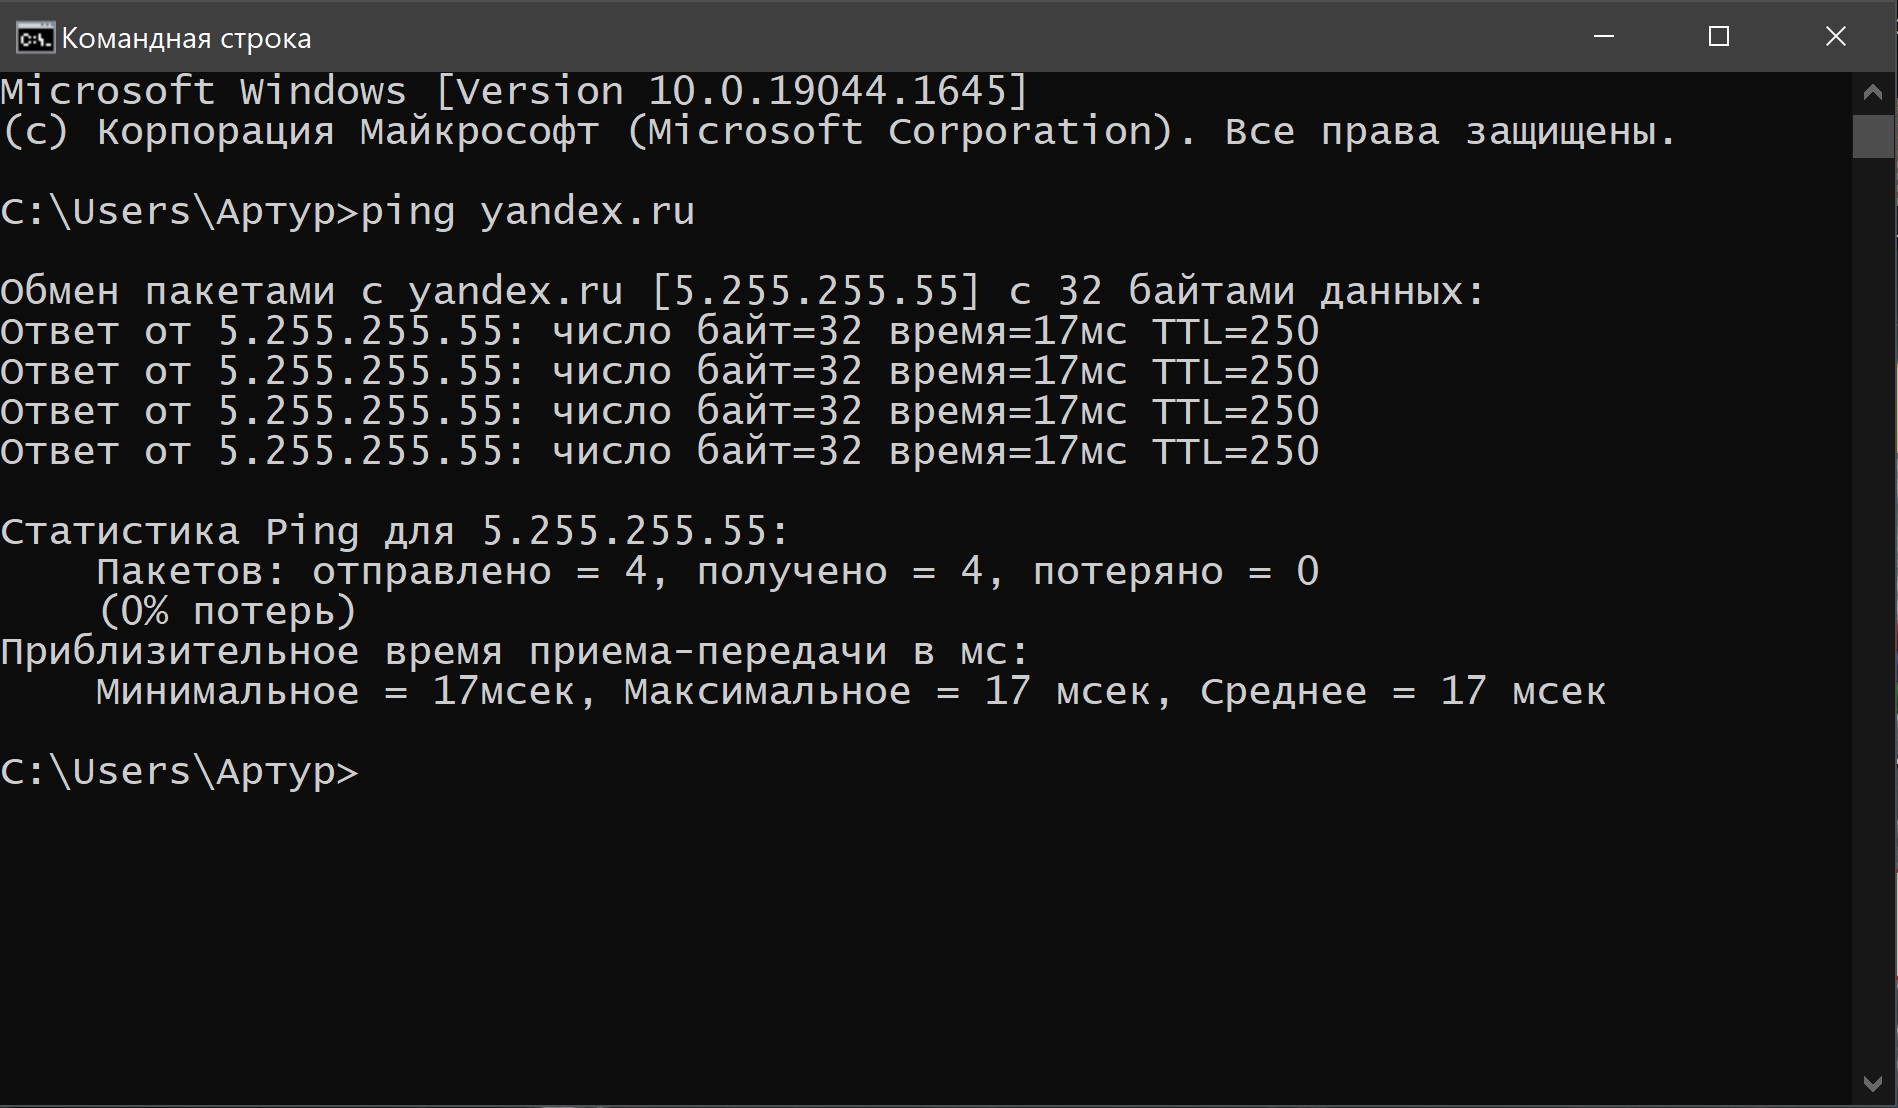 Командная строка
Microsoft Windows [Version 10.0.19044.1645]
(c) Корпорация Майкрософт (Microsoft Corporation). Все права защищены.
C:\Users\Артур>ping yandex.ru
Обмен пакетами с yandex.ru [5.255.255.55] с 32 байтами данных:
Ответ от 5.255.255.55: число байт=32 время=17мс TTL=250
Ответ от 5.255.255.55: число байт=32 время=17мс TTL=250
Ответ от 5.255.255.55: число байт=32 время=17мс TTL=250
Ответ от 5.255.255.55: число байт=32 время=17мс TTL=250
Статистика Ping для 5.255.255.55:
    Пакетов: отправлено = 4, получено = 4, потеряно = 0
    (0% потерь)
Приблизительное время приема-передачи в мс:
    Минимальное = 17мсек, Максимальное = 17 мсек, Среднее = 17 мсек
C:\Users\Артур>